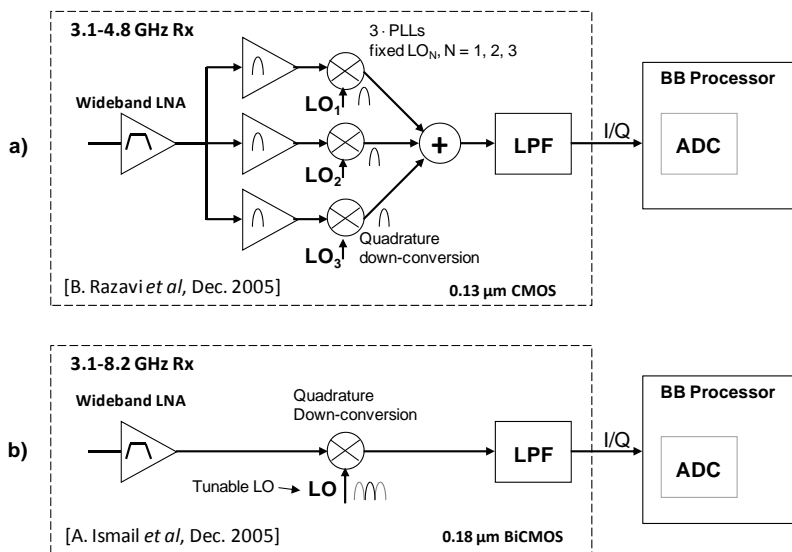 3.1-4.8 GHz Rx
3 · PLLs
fixed LO_N, N = 1, 2, 3
BB Processor
Wideband LNA
LO₁
a)
LO₂
+
LPF
I/Q
ADC
LO₃
Quadrature
down-conversion
[B. Razavi et al, Dec. 2005]
0.13 µm CMOS
3.1-8.2 GHz Rx
BB Processor
Wideband LNA
Quadrature
Down-conversion
b)
LPF
I/Q
ADC
Tunable LO
LO
[A. Ismail et al, Dec. 2005]
0.18 µm BiCMOS